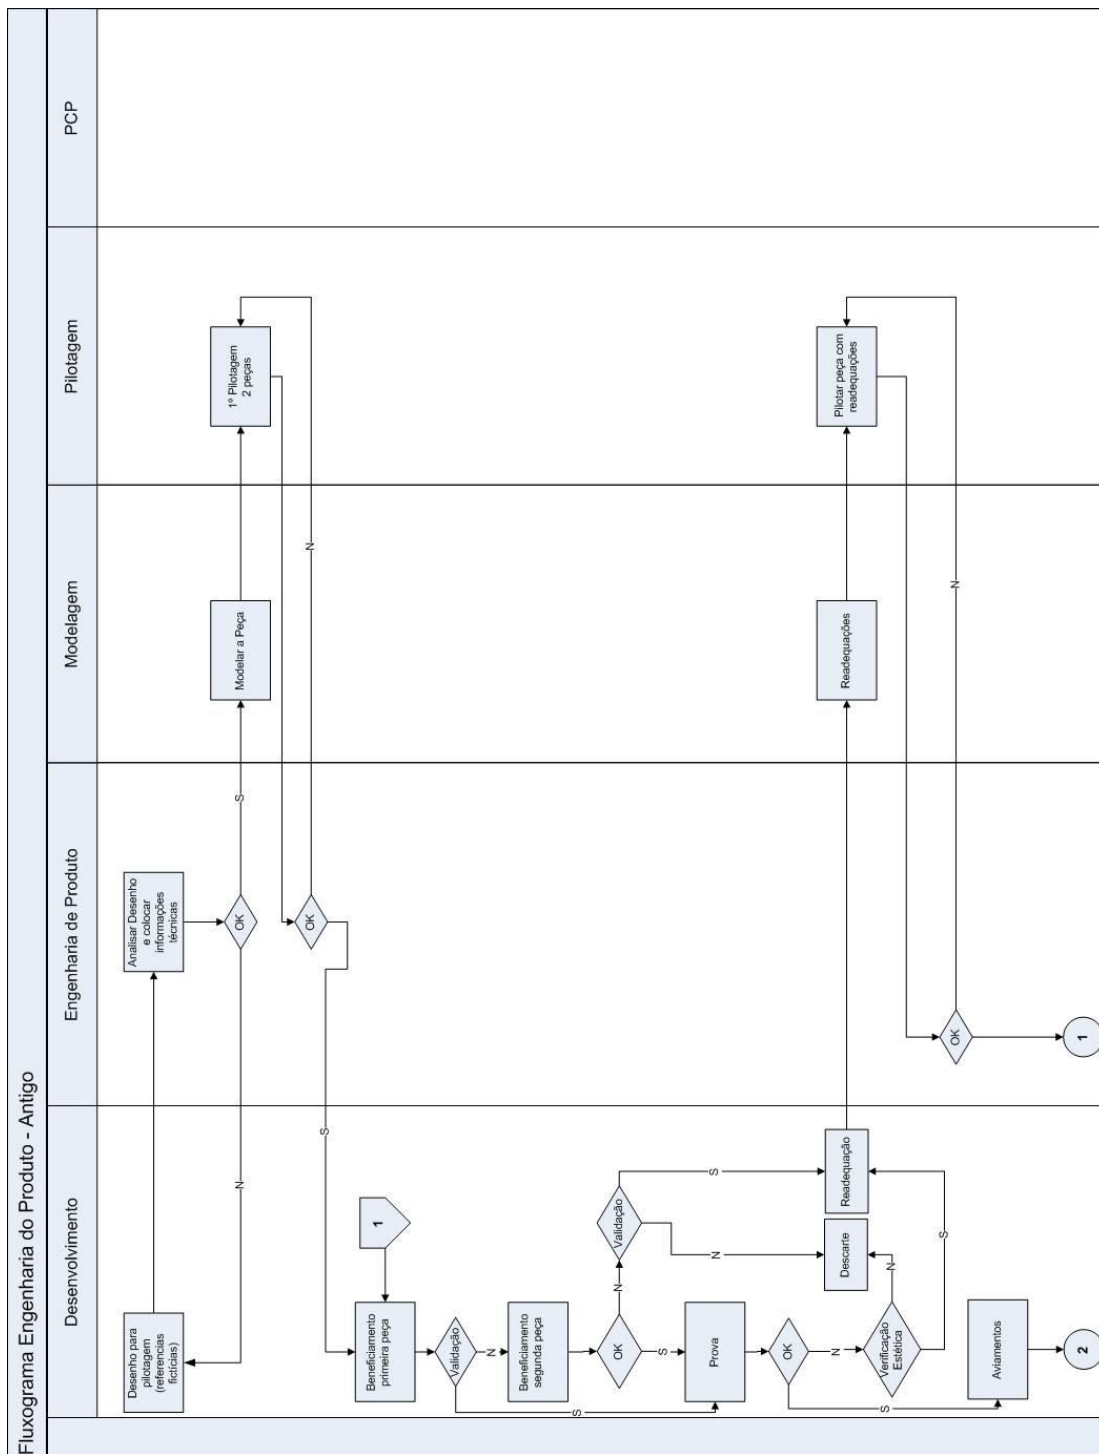 Fluxograma Engenharia do Produto - Antigo
Desenvolvimento
Engenharia de Produto
Modelagem
Pilotagem
PCP
Desenho para
pilotagem
(referencias
fictícias)
Analisar Desenho
e colocar
informações
técnicas
N
OK
S
Modelar a Peça
1º Pilotagem
2 peças
OK
N
S
1
Beneficiamento
primeira peça
Validação
N
S
Beneficiamento
segunda peça
OK
N
S
Validação
S
N
Prova
OK
N
S
Verificação
Estética
N
S
Descarte
Readequação
Readequações
Pilotar peça com
readequações
OK
N
Aviamentos
2
1